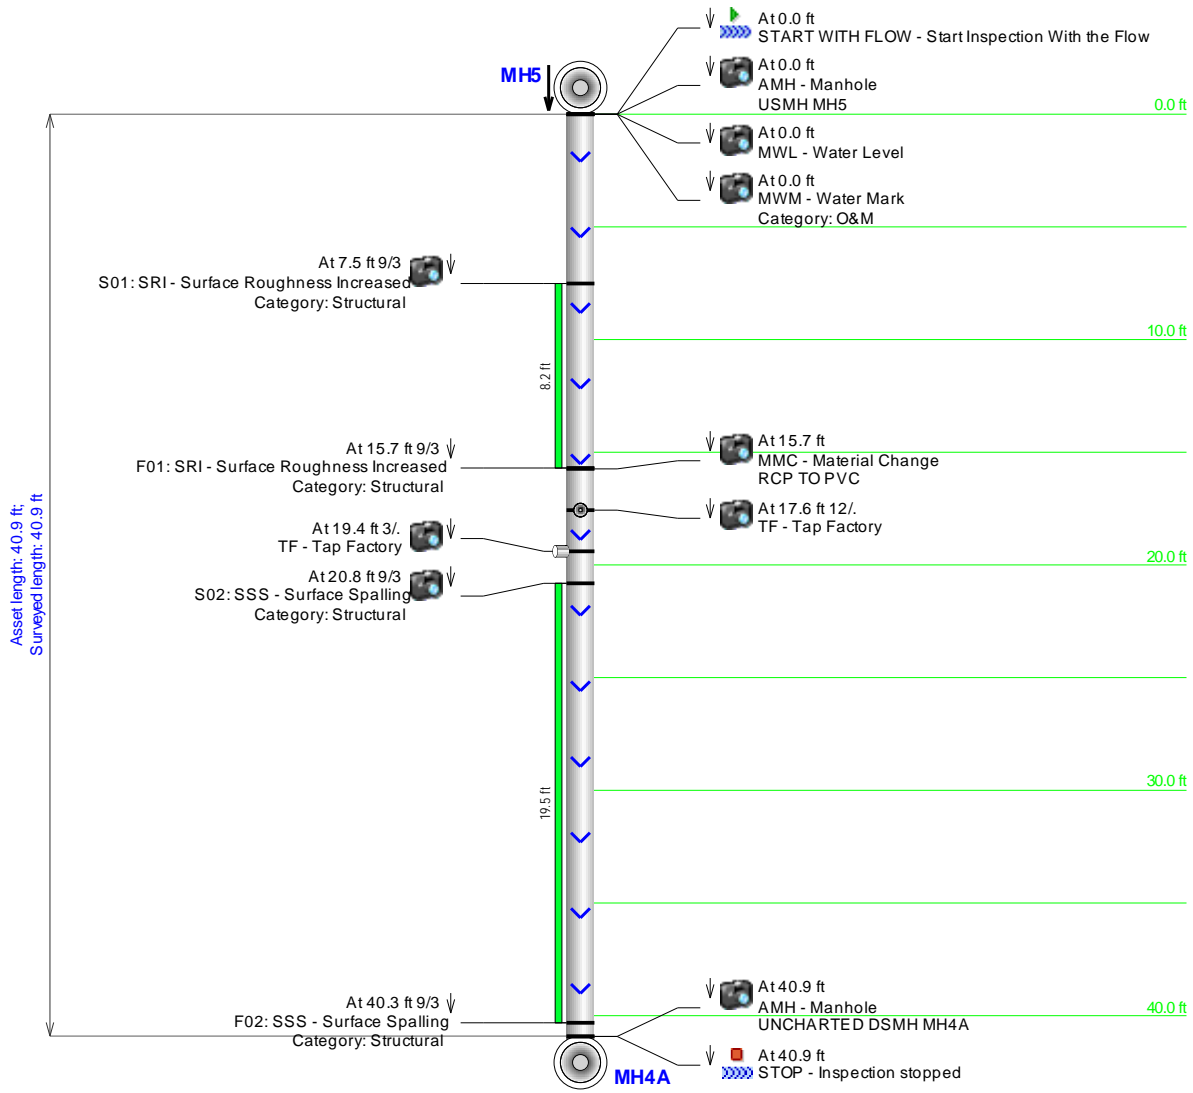 At 0.0 ft
START WITH FLOW - Start Inspection With the Flow
MH5
At 0.0 ft
AMH - Manhole
USMH MH5
0.0 ft
At 0.0 ft
MWL - Water Level
At 0.0 ft
MWM - Water Mark
Category: O&M
At 7.5 ft 9/3
S01: SRI - Surface Roughness Increased
Category: Structural
10.0 ft
8.2 ft
At 15.7 ft 9/3
F01: SRI - Surface Roughness Increased
Category: Structural
At 15.7 ft
MMC - Material Change
RCP TO PVC
At 17.6 ft 12/.
TF - Tap Factory
At 19.4 ft 3/.
TF - Tap Factory
20.0 ft
At 20.8 ft 9/3
S02: SSS - Surface Spalling
Category: Structural
Asset length: 40.9 ft;
Surveyed length: 40.9 ft
30.0 ft
19.5 ft
At 40.3 ft 9/3
F02: SSS - Surface Spalling
Category: Structural
At 40.9 ft
AMH - Manhole
UNCHARTED DSMH MH4A
40.0 ft
At 40.9 ft
STOP - Inspection stopped
MH4A